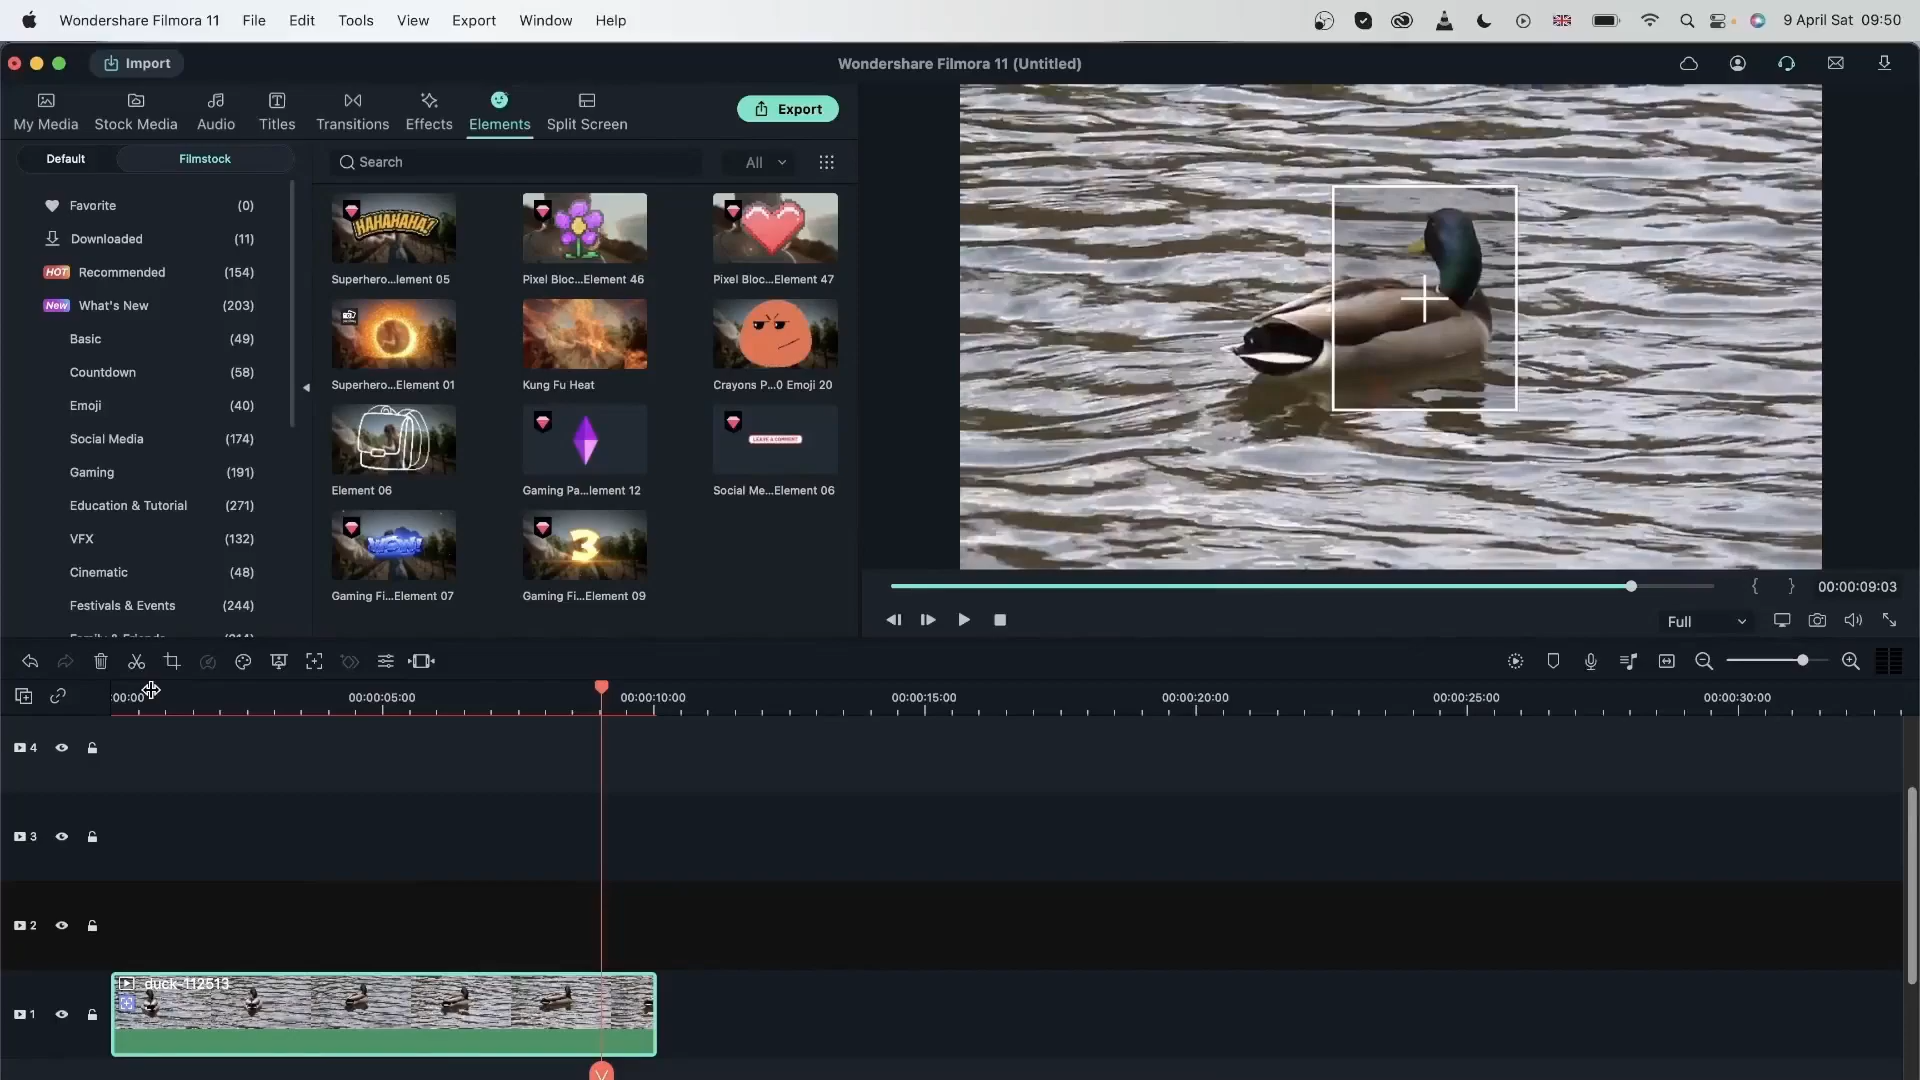 Wondershare Filmora 11 File Edit Tools View Export Window Help 9 April Sat 09:50
Import Wondershare Filmora 11 (Untitled)
My Media Stock Media Audio Titles Transitions Effects Elements Split Screen Export
Default Filmstock Search All
Favorite (0)
Downloaded (11)
HOT Recommended (154)
New What's New (203)
Basic (49)
Countdown (58)
Emoji (40)
Social Media (174)
Gaming (191)
Education & Tutorial (271)
VFX (132)
Cinematic (48)
Festivals & Events (244)
HAHAHAHA!
Superhero...lement 05 Pixel Bloc...Element 46 Pixel Bloc...Element 47
Superhero...Element 01 Kung Fu Heat Crayons P...0 Emoji 20
LEAVE A COMMENT
Element 06 Gaming Pa...lement 12 Social Me...Element 06
WOW! 3
Gaming Fi...Element 07 Gaming Fi...Element 09
{ } 00:00:09:03
Full
:00:00 00:00:05:00 00:00:10:00 00:00:15:00 00:00:20:00 00:00:25:00 00:00:30:00
4
3
2
duck-112513
1